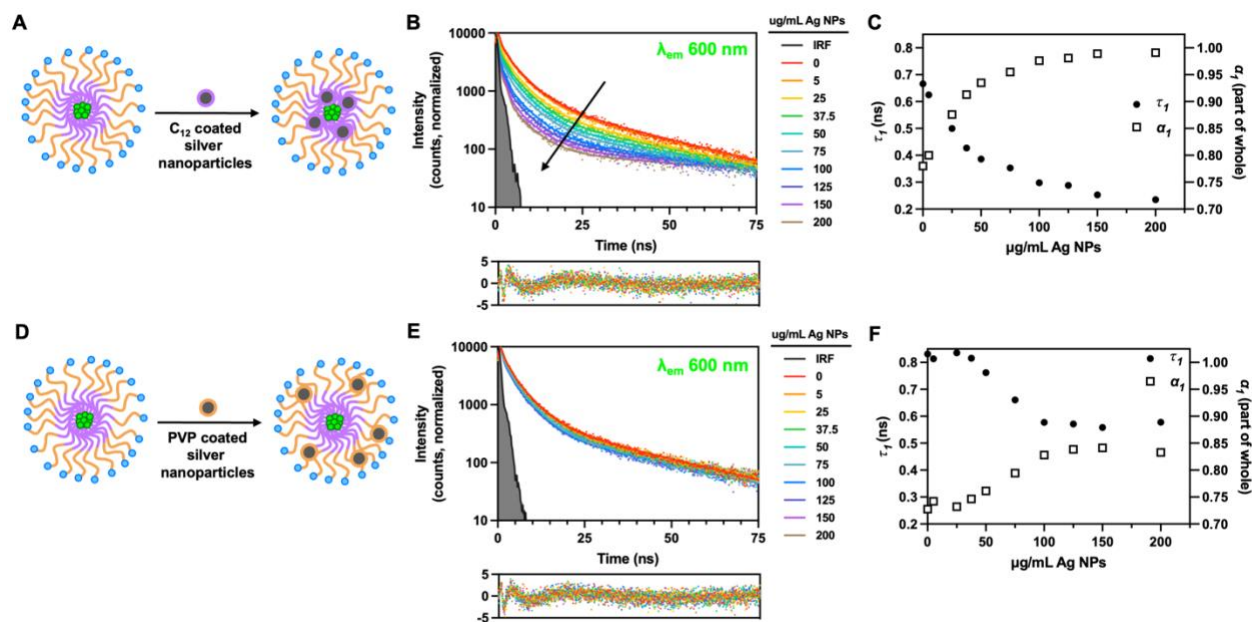 A
C12 coated
silver
nanoparticles
B
Intensity
(counts, normalized)
10000
1000
100
10
λem 600 nm
0
25
50
75
Time (ns)
5
0
-5
ug/mL Ag NPs
IRF
0
5
25
37.5
50
75
100
125
150
200
C
τ1 (ns)
0.8
0.7
0.6
0.5
0.4
0.3
0.2
τ1
α1
1.00
0.95
0.90
0.85
0.80
0.75
0.70
α1 (part of whole)
0
50
100
150
200
µg/mL Ag NPs
D
PVP coated
silver
nanoparticles
E
Intensity
(counts, normalized)
10000
1000
100
10
λem 600 nm
0
25
50
75
Time (ns)
5
0
-5
ug/mL Ag NPs
IRF
0
5
25
37.5
50
75
100
125
150
200
F
τ1 (ns)
0.8
0.7
0.6
0.5
0.4
0.3
0.2
τ1
α1
1.00
0.95
0.90
0.85
0.80
0.75
0.70
α1 (part of whole)
0
50
100
150
200
µg/mL Ag NPs